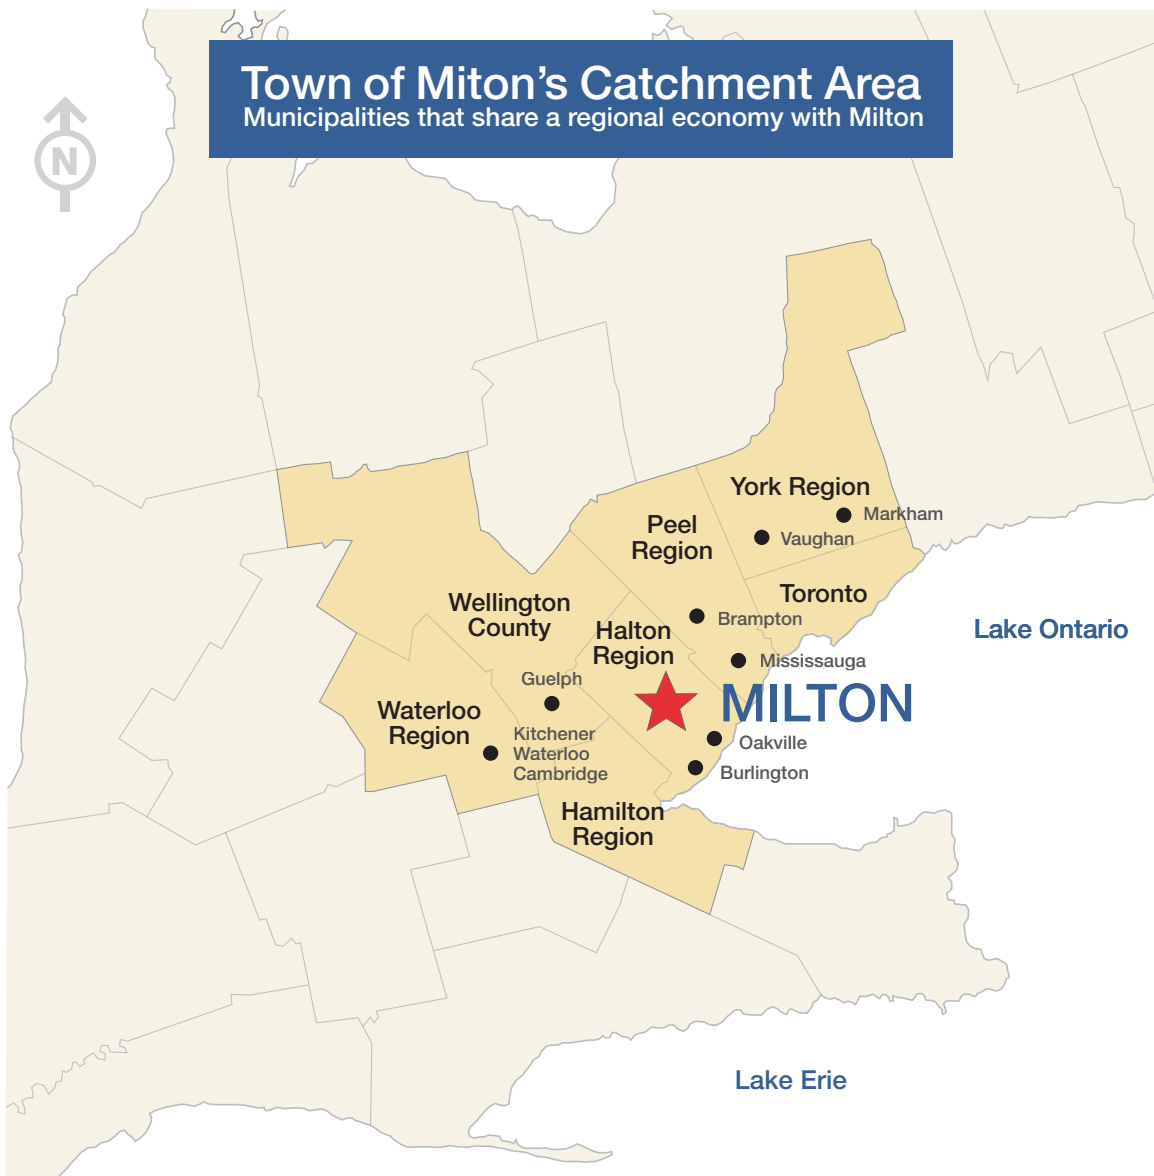 Town of Miton's Catchment Area
Municipalities that share a regional economy with Milton
N
York Region
Markham
Vaughan
Peel
Region
Toronto
Wellington
County
Brampton
Halton
Region
Lake Ontario
Mississauga
Guelph
MILTON
Waterloo
Region
Kitchener
Waterloo
Cambridge
Oakville
Burlington
Hamilton
Region
Lake Erie